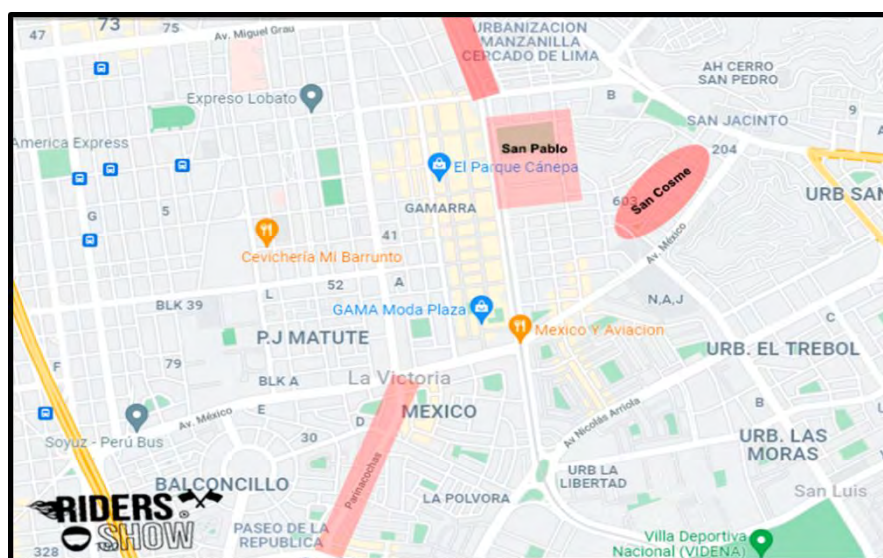 73
75
47
Av. Miguel Grau
URBANIZACION
MANZANILLA
CERCADO DE LIMA
AH CERRO
SAN PEDRO
Expreso Lobato
B
SAN JACINTO
9
America Express
San Pablo
El Parque Cánepa
204
603
San Cosme
URB SAN
G
5
GAMARRA
41
Cevichería Mi Barrunto
Av. México
52
A
L
BLK 39
GAMA Moda Plaza
N,A,J
C
P.J MATUTE
Mexico Y Aviacion
URB. EL TREBOL
79
F
BLK A
La Victoria
E
D
MEXICO
B
Av. México
Soyuz - Perú Bus
30
Av Nicolás Arriola
URB. LAS
MORAS
BALCONCILLO
Parinacochas
LA POLVORA
URB LA
LIBERTAD
San Luis
RIDERS
SHOW
PASEO DE LA
REPUBLICA
328
Villa Deportiva
Nacional (VIDENA)